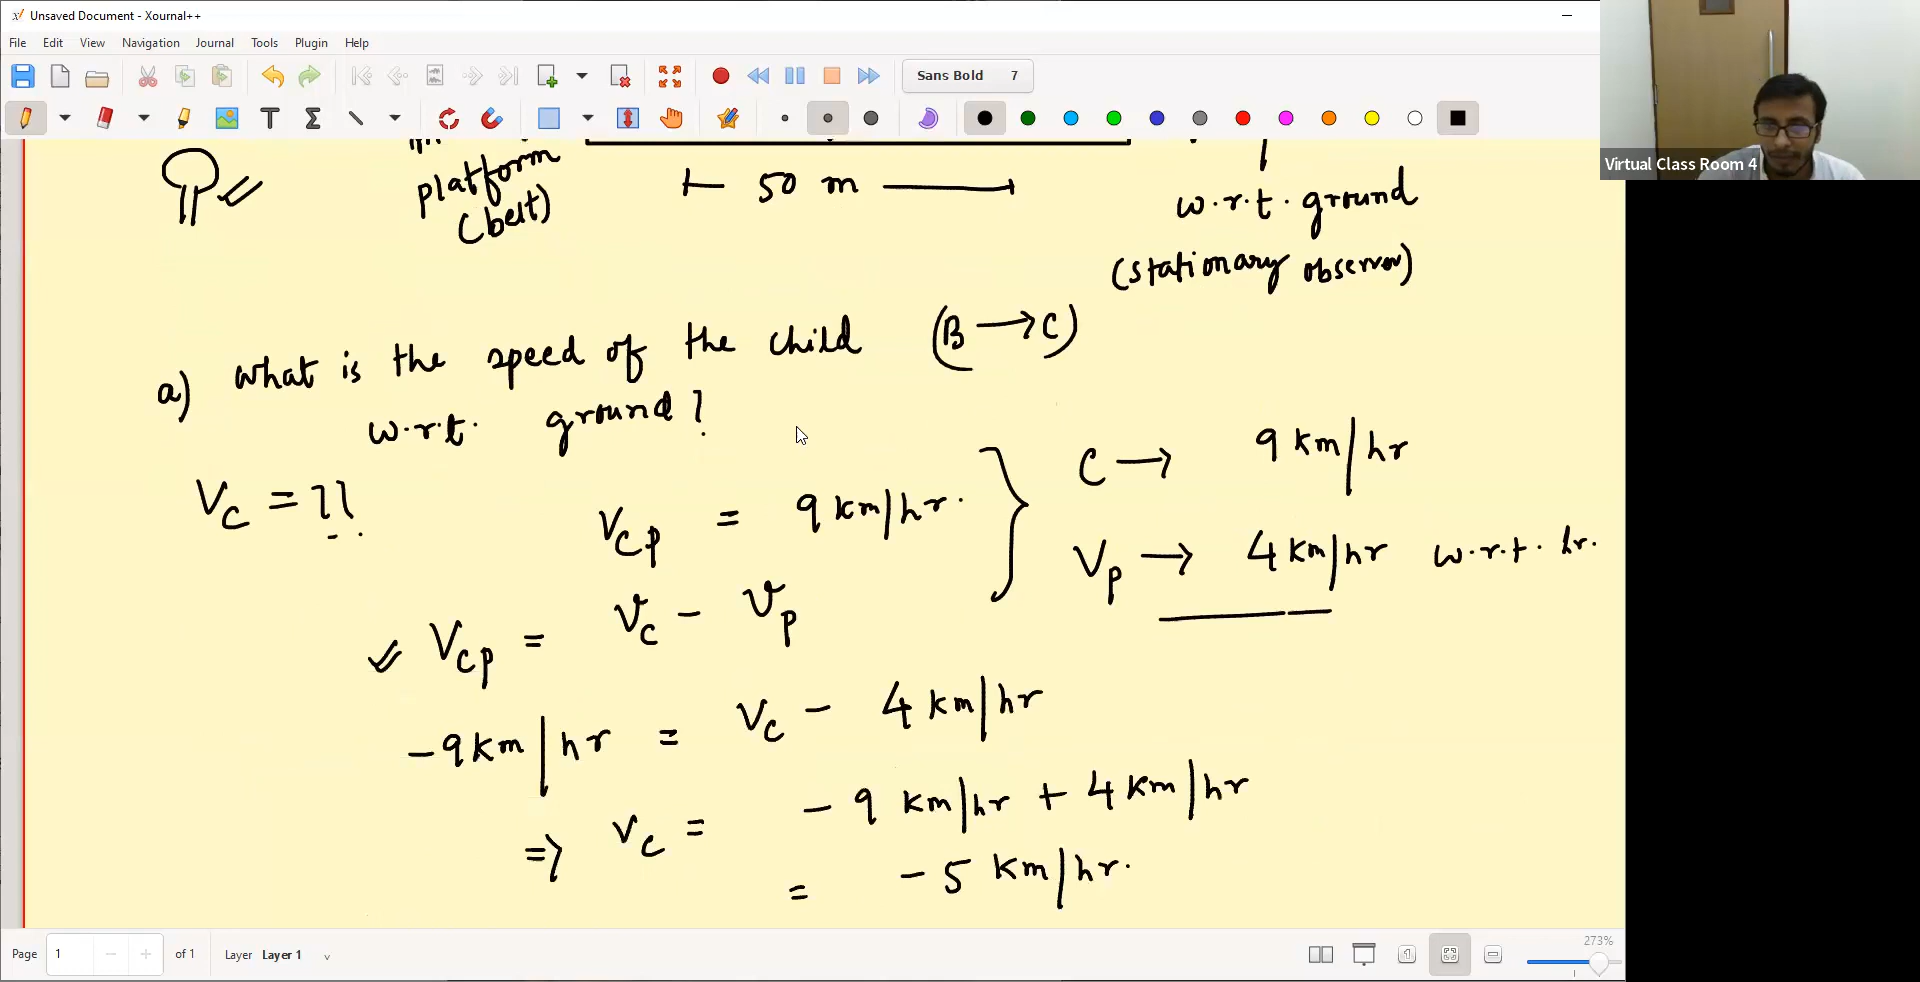 Unsaved Document - Xournal++
File Edit View Navigation Journal Tools Plugin Help
Sans Bold 7
Virtual Class Room 4
platform
(belt)
50 m
w.r.t. ground
(stationary observer)
a) what is the speed of the child (B → C)
w.r.t. ground?
Vc = ??
Vcp = 9 km/hr.
C → 9 km/hr
Vp → 4 km/hr w.r.t. hr.
Vcp = Vc - Vp
-9 km/hr = Vc - 4 km/hr
=> Vc = - 9 km/hr + 4 km/hr
= - 5 km/hr.
Page 1 of 1 Layer Layer 1
273%